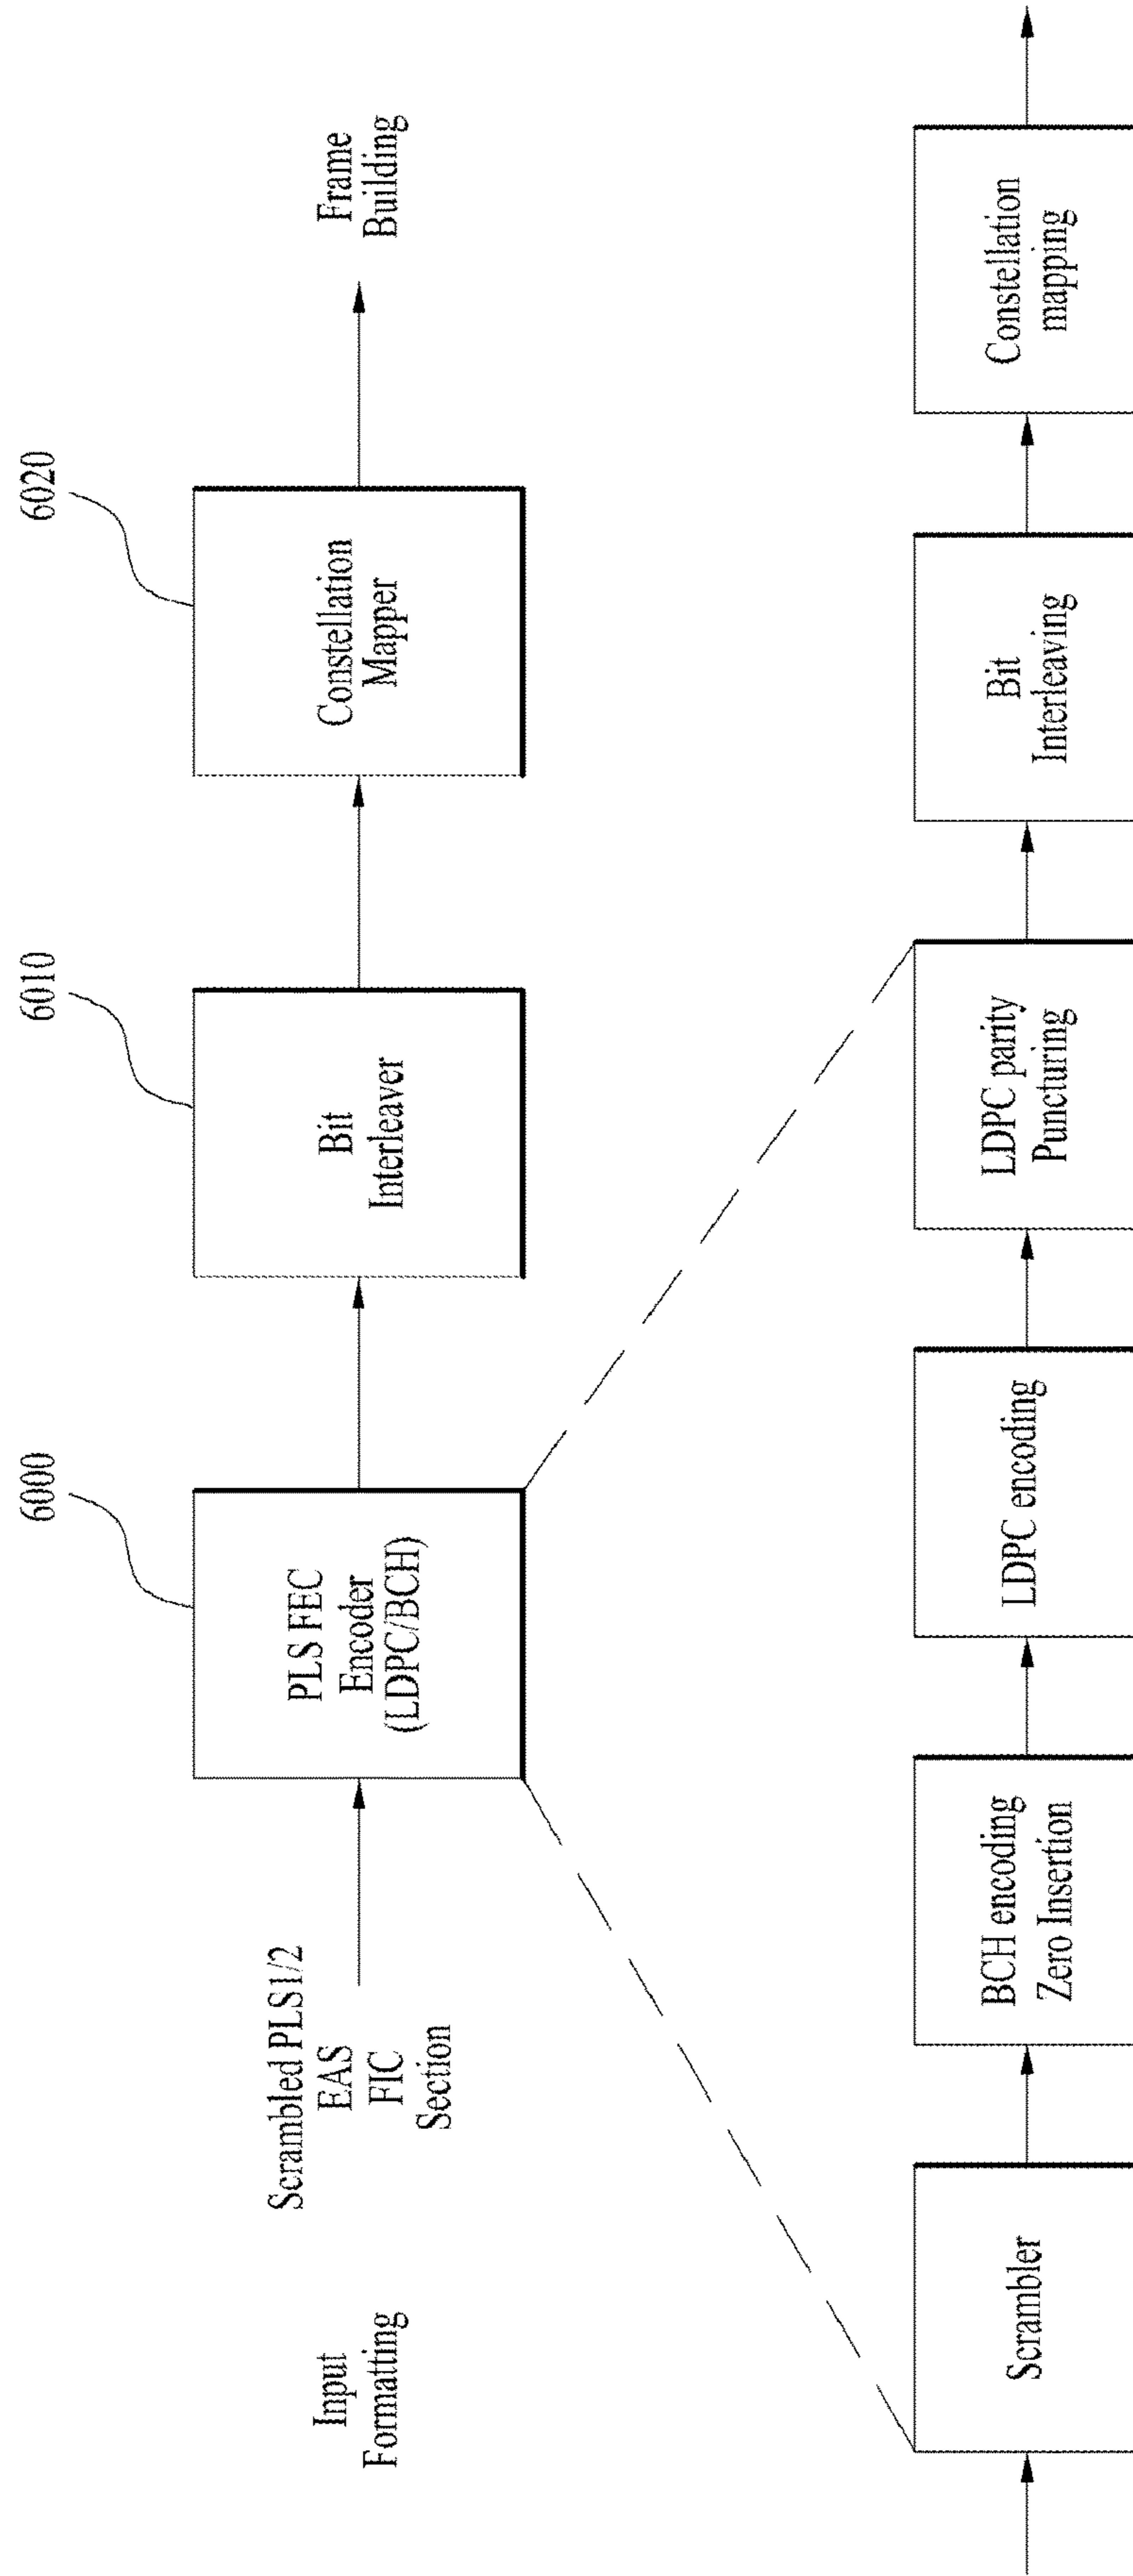 Input
Formatting
Scrambled PLS1/2
EAS
FIC
Section
6000
PLS FEC
Encoder
(LDPC/BCH)
6010
Bit
Interleaver
6020
Constellation
Mapper
Frame
Building
Scrambler
BCH encoding
Zero Insertion
LDPC encoding
LDPC parity
Puncturing
Bit
Interleaving
Constellation
mapping